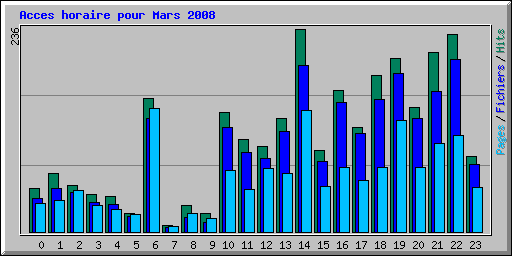 Acces horaire pour Mars 2008
236
Pages / Fichiers / Hits
0 1 2 3 4 5 6 7 8 9 10 11 12 13 14 15 16 17 18 19 20 21 22 23